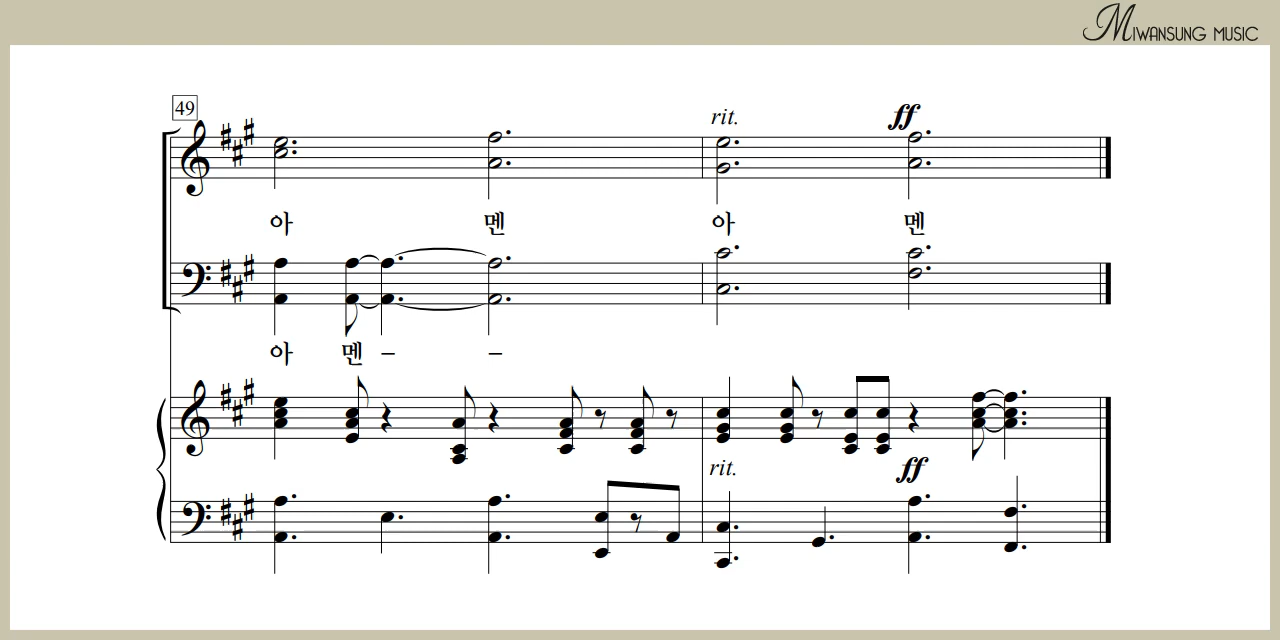 MIWANSUNG MUSIC
49
rit. ff
아 멘 아 멘
아 멘 – –
rit. ff